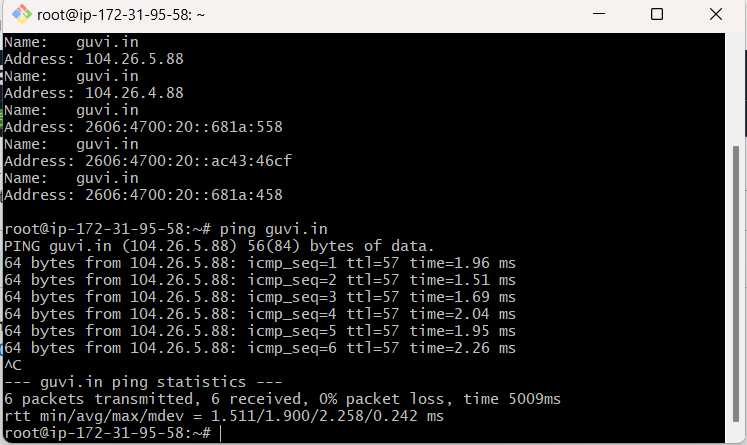 root@ip-172-31-95-58: ~
Name:   guvi.in
Address: 104.26.5.88
Name:   guvi.in
Address: 104.26.4.88
Name:   guvi.in
Address: 2606:4700:20::681a:558
Name:   guvi.in
Address: 2606:4700:20::ac43:46cf
Name:   guvi.in
Address: 2606:4700:20::681a:458
root@ip-172-31-95-58:~# ping guvi.in
PING guvi.in (104.26.5.88) 56(84) bytes of data.
64 bytes from 104.26.5.88: icmp_seq=1 ttl=57 time=1.96 ms
64 bytes from 104.26.5.88: icmp_seq=2 ttl=57 time=1.51 ms
64 bytes from 104.26.5.88: icmp_seq=3 ttl=57 time=1.69 ms
64 bytes from 104.26.5.88: icmp_seq=4 ttl=57 time=2.04 ms
64 bytes from 104.26.5.88: icmp_seq=5 ttl=57 time=1.95 ms
64 bytes from 104.26.5.88: icmp_seq=6 ttl=57 time=2.26 ms
^C
--- guvi.in ping statistics ---
6 packets transmitted, 6 received, 0% packet loss, time 5009ms
rtt min/avg/max/mdev = 1.511/1.900/2.258/0.242 ms
root@ip-172-31-95-58:~#